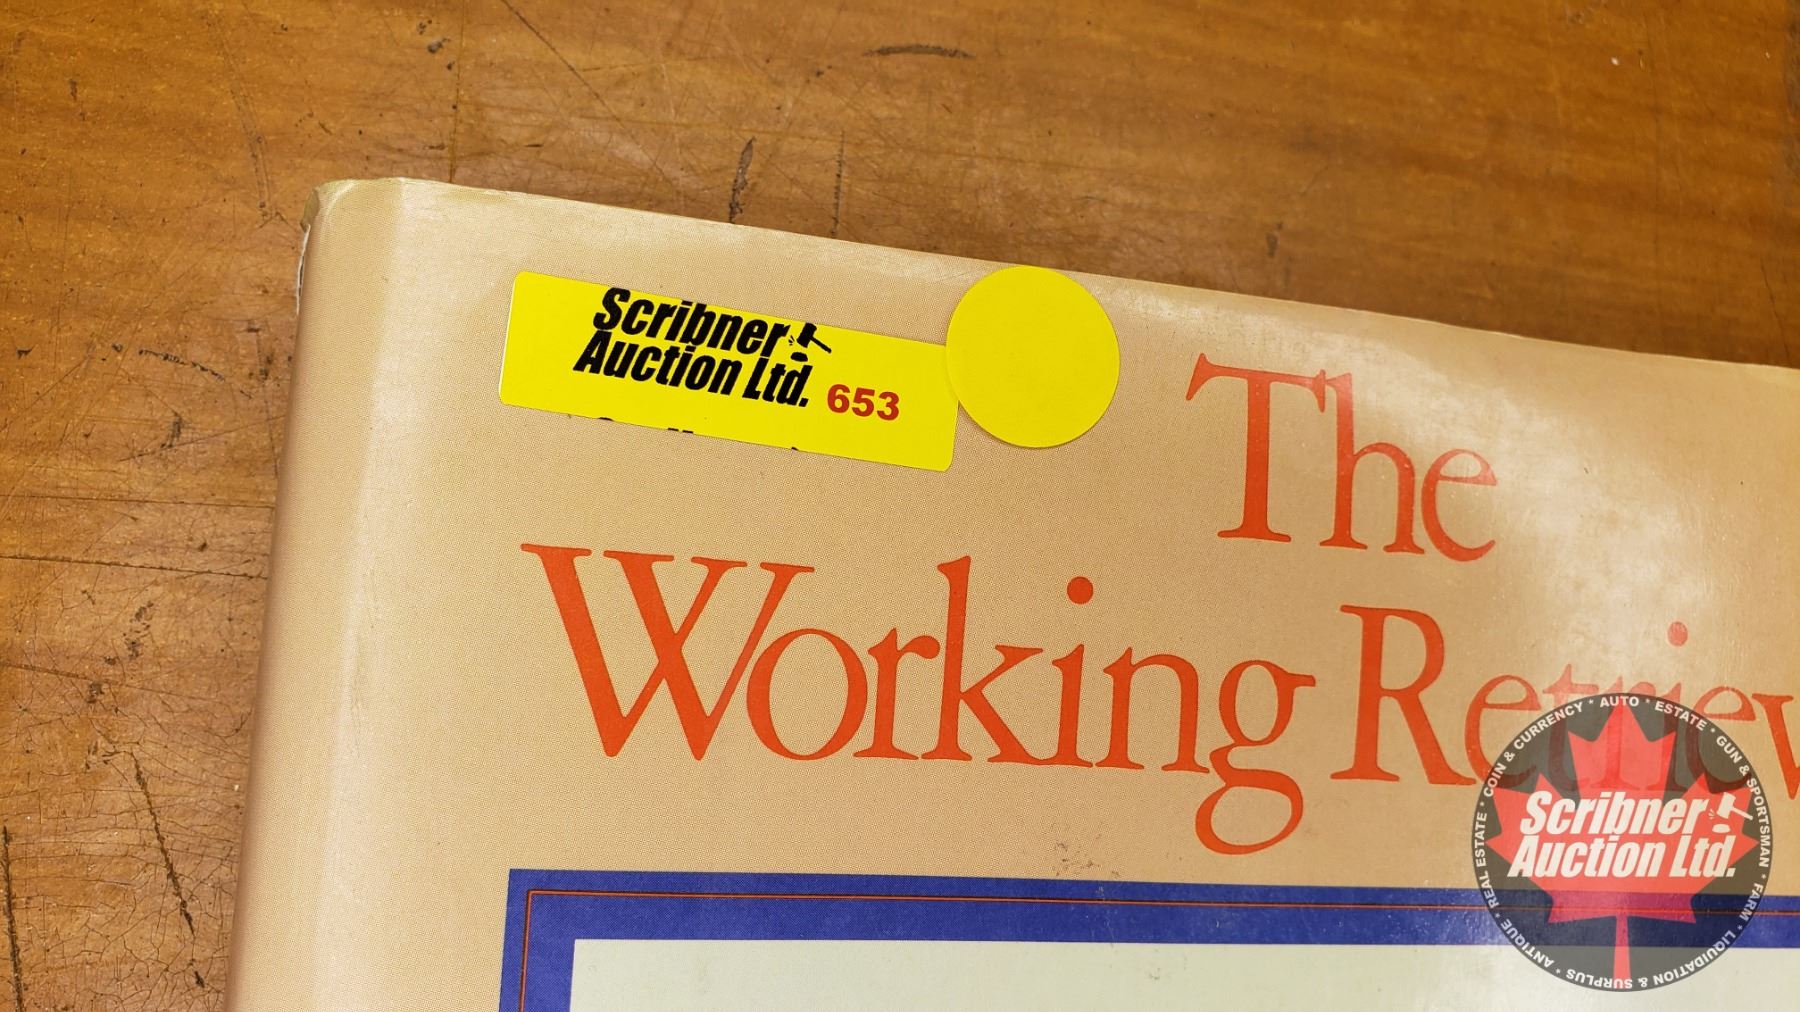 Scribner
Auction Ltd. 653
The
Working Retriev
COIN & CURRENCY * AUTO * ESTATE * GUN & SPORTSMAN * FARM * LIQUIDATION & SURPLUS * ANTIQUE * REAL ESTATE *
Scribner
Auction Ltd.